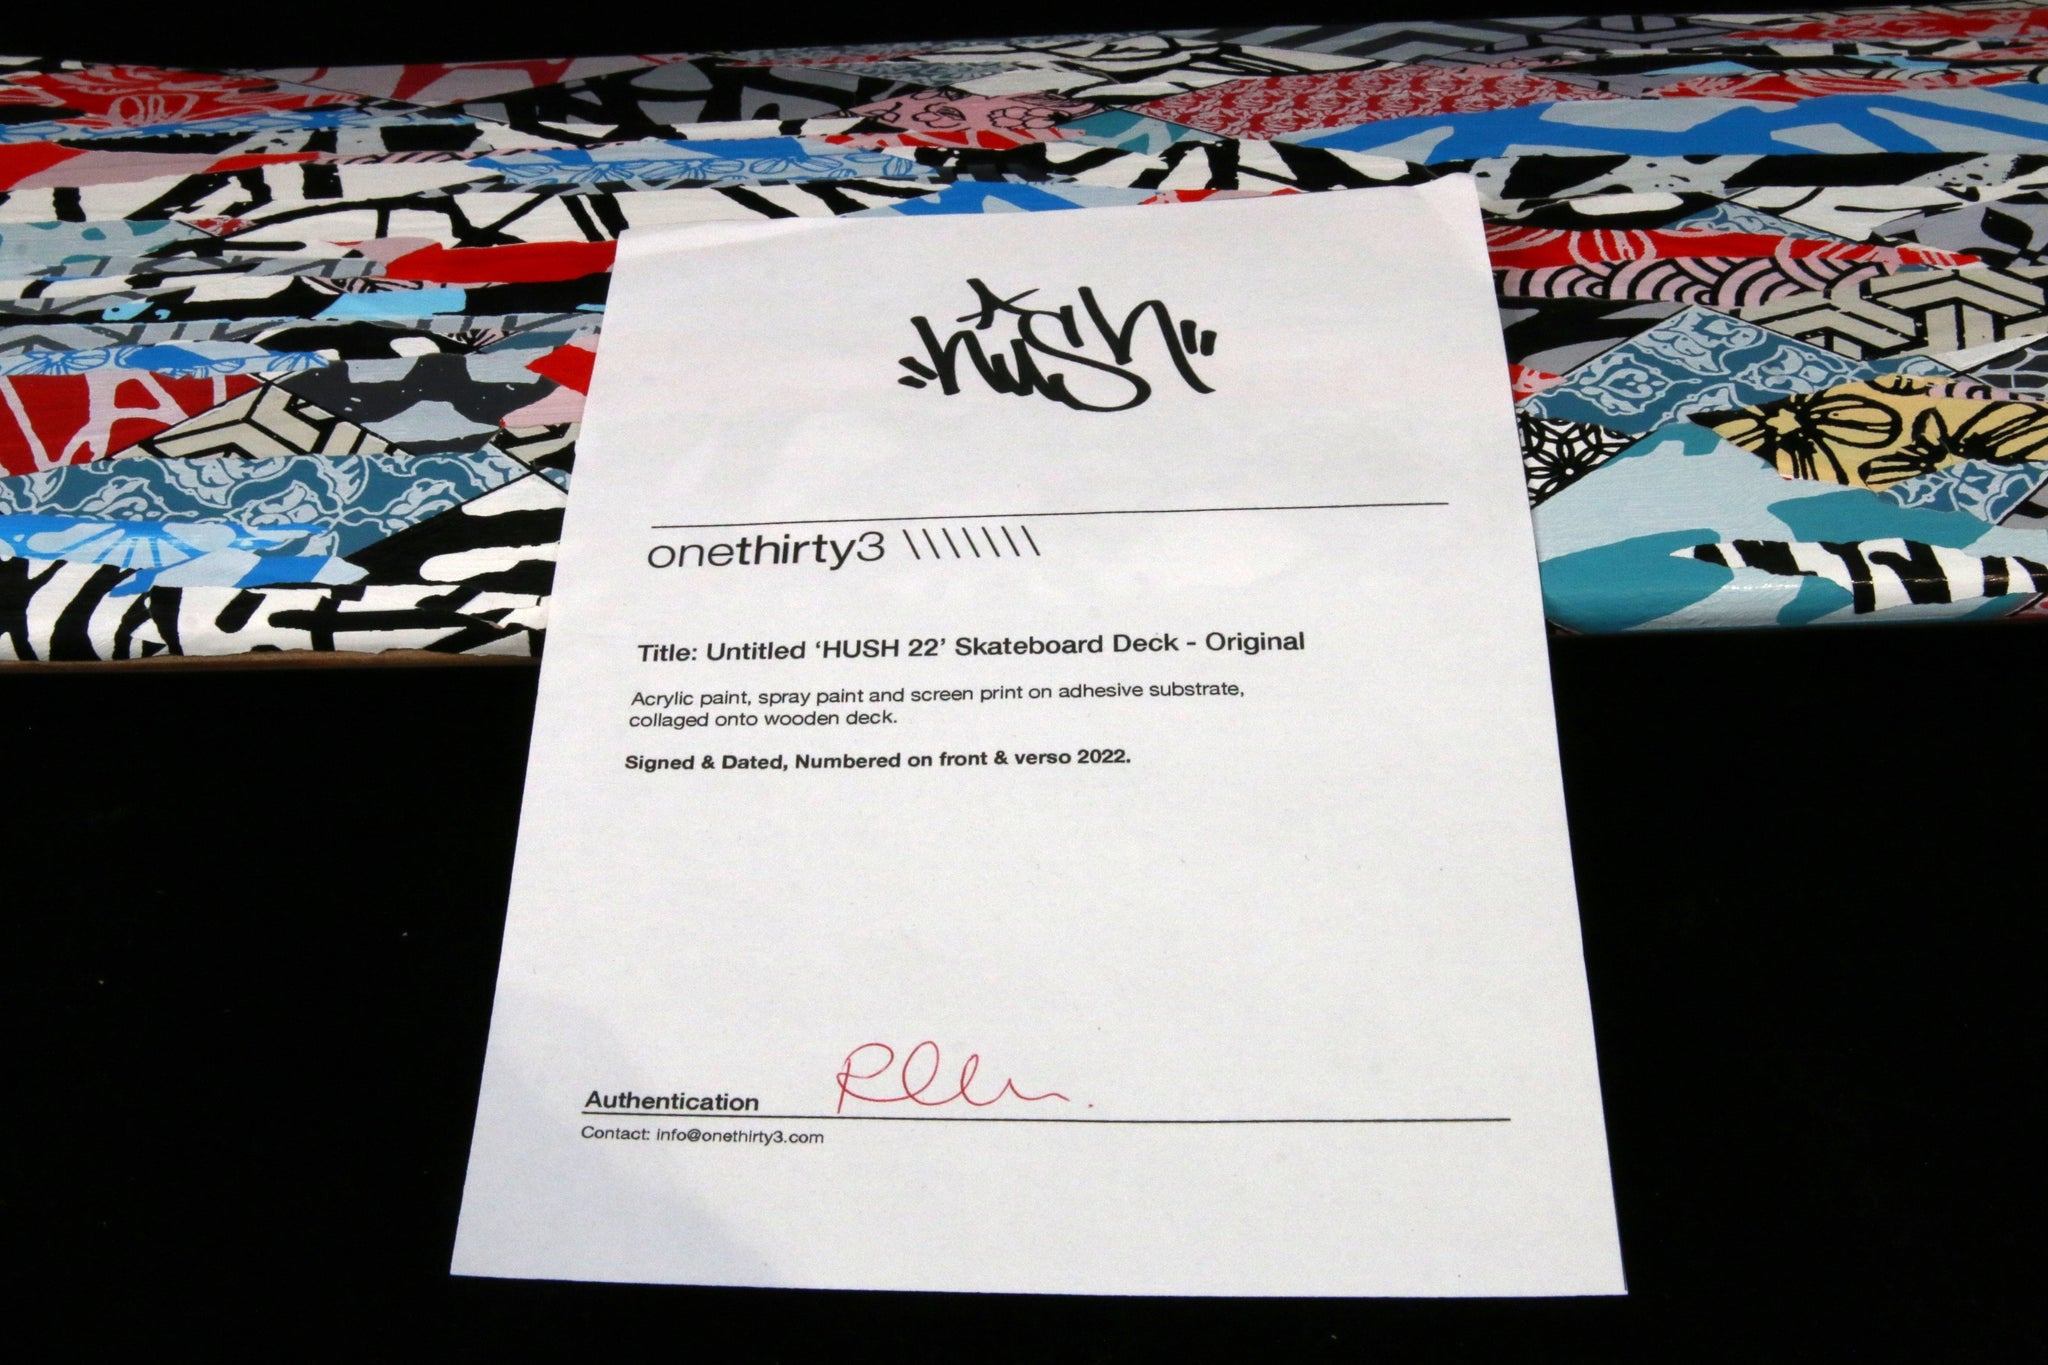 "hush"
onethirty3 \\\\\\\\
Title: Untitled ‘HUSH 22’ Skateboard Deck - Original
Acrylic paint, spray paint and screen print on adhesive substrate,
collaged onto wooden deck.
Signed & Dated, Numbered on front & verso 2022.
Authentication
Contact: info@onethirty3.com